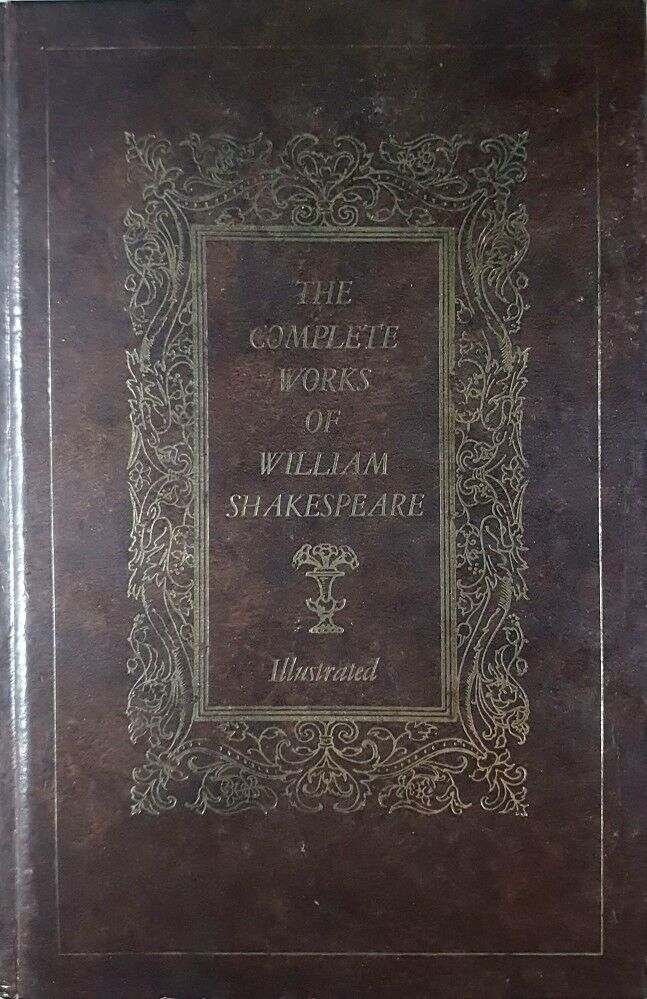 THE
COMPLETE
WORKS
OF
WILLIAM
SHAKESPEARE
Illustrated